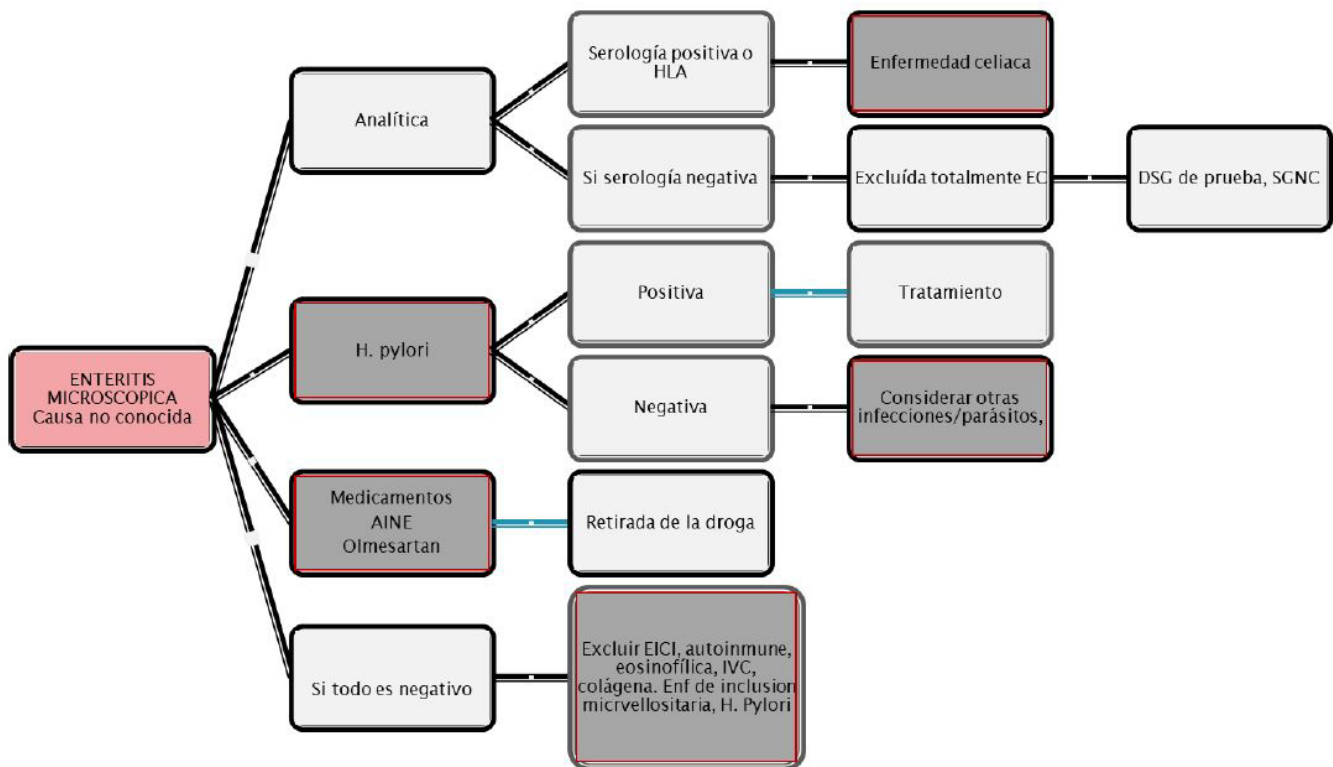 Serología positiva o
HLA
Enfermedad celiaca
Analítica
Si serología negativa
Excluída totalmente EC
DSG de prueba, SGNC
Positiva
Tratamiento
H. pylori
ENTERITIS
MICROSCOPICA
Causa no conocida
Negativa
Considerar otras
infecciones/parásitos,
Medicamentos
AINE
Olmesartan
Retirada de la droga
Si todo es negativo
Excluir EICI, autoinmune,
eosinofílica, IVC,
colágena. Enf de inclusion
micrvellositaria, H. Pylori